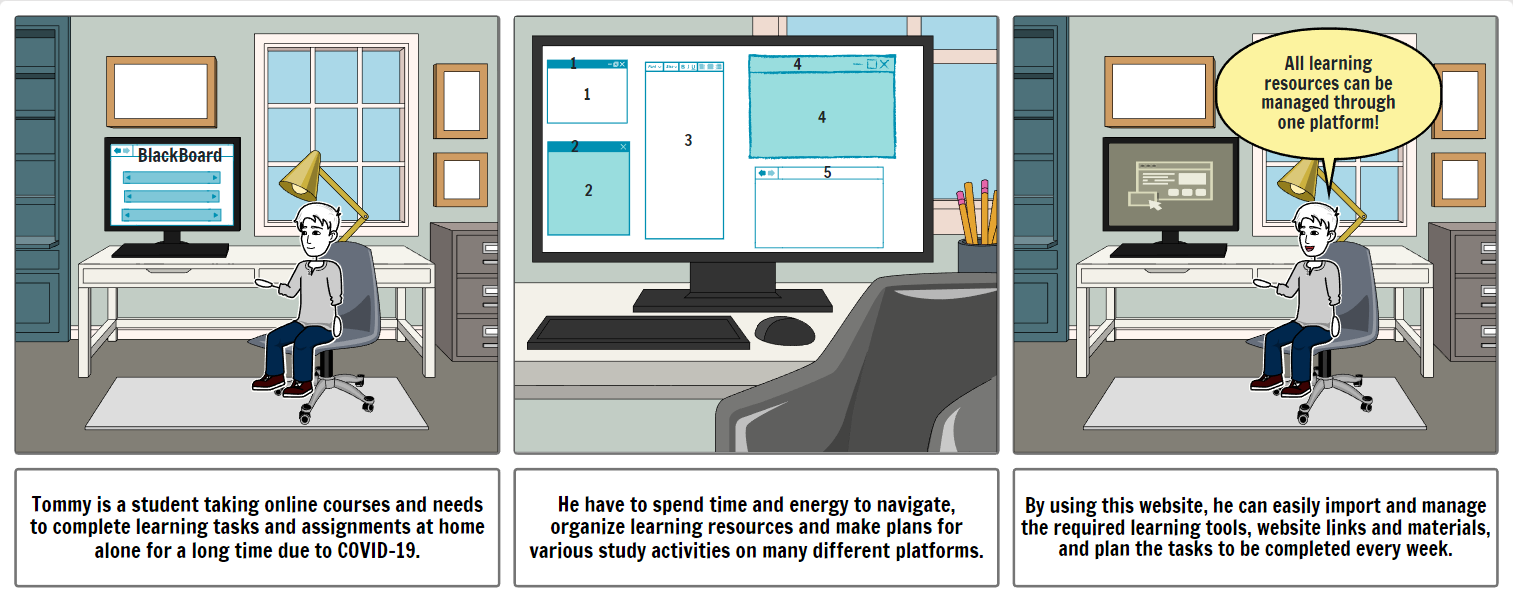 BlackBoard
Tommy is a student taking online courses and needs
to complete learning tasks and assignments at home
alone for a long time due to COVID-19.
1
1
2
2
3
4
4
5
He have to spend time and energy to navigate,
organize learning resources and make plans for
various study activities on many different platforms.
All learning
resources can be
managed through
one platform!
By using this website, he can easily import and manage
the required learning tools, website links and materials,
and plan the tasks to be completed every week.